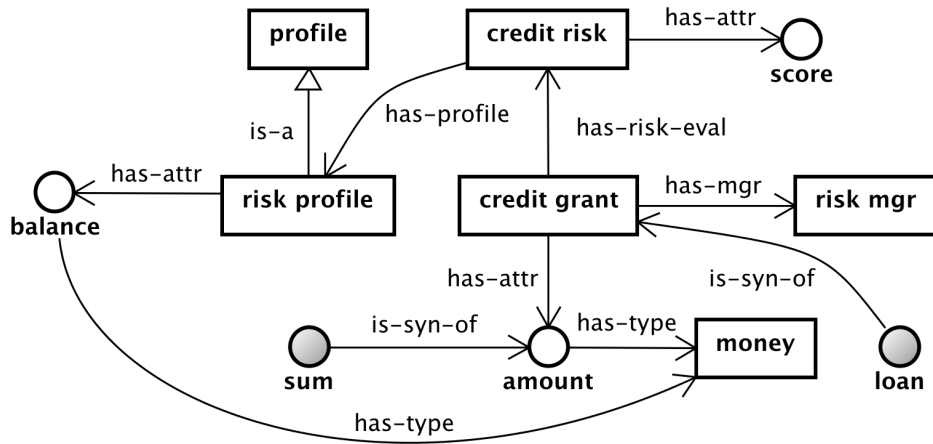 profile
credit risk
has-attr
score
has-profile
is-a
has-risk-eval
has-attr
risk profile
credit grant
has-mgr
risk mgr
balance
has-attr
is-syn-of
is-syn-of
has-type
money
sum
amount
loan
has-type